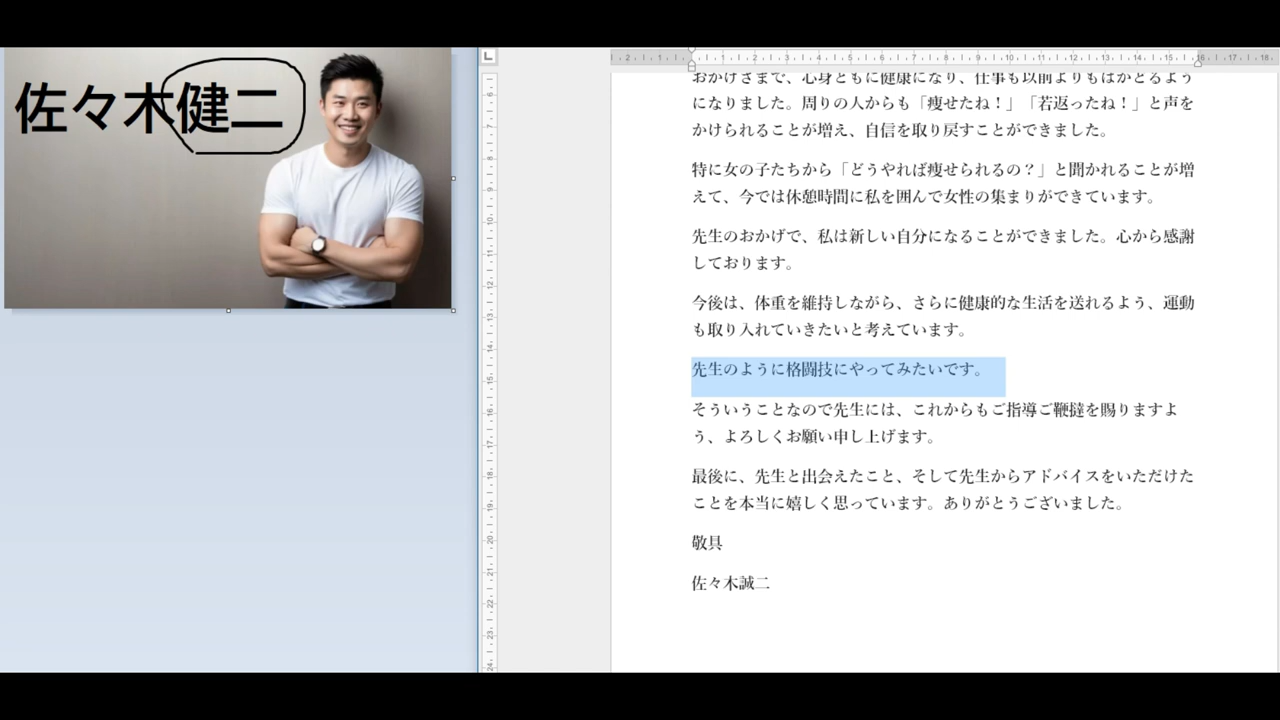 佐々木健二
おかげさまで、心身ともに健康になり、仕事も以前よりもはかどるよう
になりました。周りの人からも「痩せたね！」「若返ったね！」と声を
かけられることが増え、自信を取り戻すことができました。
特に女の子たちから「どうやれば痩せられるの？」と聞かれることが増
えて、今では休憩時間に私を囲んで女性の集まりができています。
先生のおかげで、私は新しい自分になることができました。心から感謝
しております。
今後は、体重を維持しながら、さらに健康的な生活を送れるよう、運動
も取り入れていきたいと考えています。
先生のように格闘技にやってみたいです。
そういうことなので先生には、これからもご指導ご鞭撻を賜りますよ
う、よろしくお願い申し上げます。
最後に、先生と出会えたこと、そして先生からアドバイスをいただけた
ことを本当に嬉しく思っています。ありがとうございました。
敬具
佐々木誠二